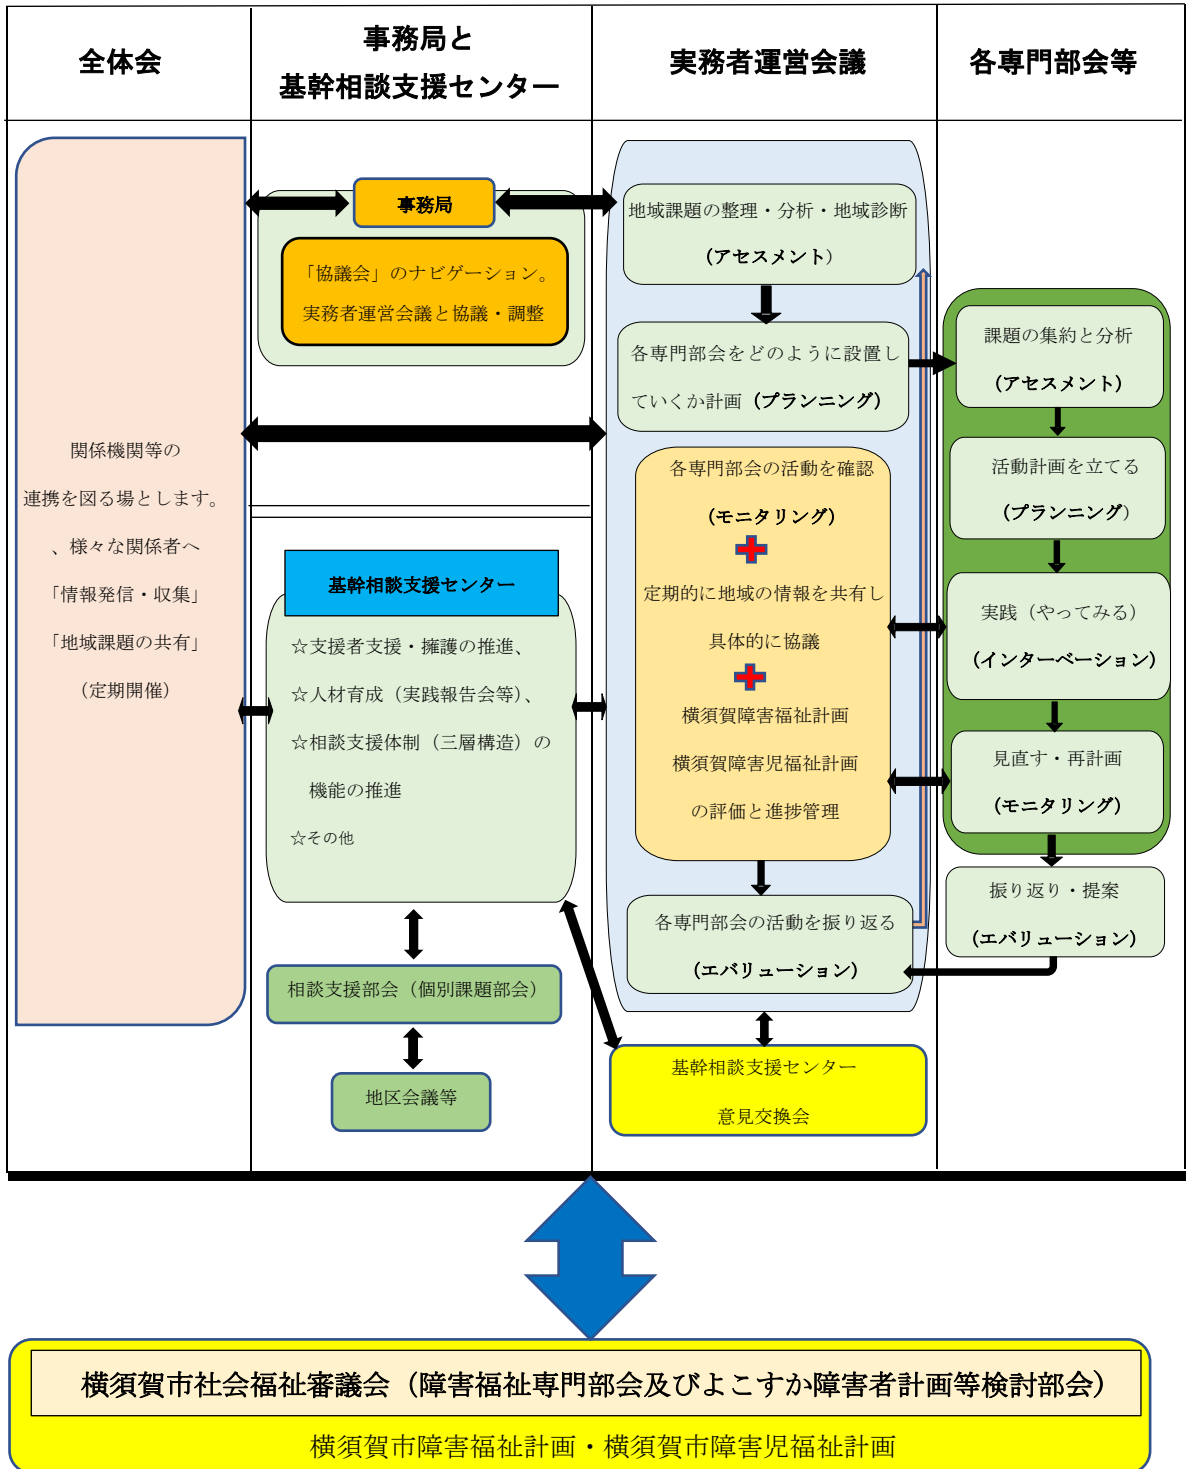 全体会
事務局と
基幹相談支援センター
実務者運営会議
各専門部会等
関係機関等の
連携を図る場とします。
、様々な関係者へ
「情報発信・収集」
「地域課題の共有」
（定期開催）
事務局
「協議会」のナビゲーション。
実務者運営会議と協議・調整
基幹相談支援センター
☆支援者支援・擁護の推進、
☆人材育成（実践報告会等）、
☆相談支援体制（三層構造）の
機能の推進
☆その他
相談支援部会（個別課題部会）
地区会議等
地域課題の整理・分析・地域診断
（アセスメント）
各専門部会をどのように設置し
ていくか計画（プランニング）
各専門部会の活動を確認
（モニタリング）
定期的に地域の情報を共有し
具体的に協議
横須賀障害福祉計画
横須賀障害児福祉計画
の評価と進捗管理
各専門部会の活動を振り返る
（エバリューション）
基幹相談支援センター
意見交換会
課題の集約と分析
（アセスメント）
活動計画を立てる
（プランニング）
実践（やってみる）
（インターベーション）
見直す・再計画
（モニタリング）
振り返り・提案
（エバリューション）
横須賀市社会福祉審議会（障害福祉専門部会及びよこすか障害者計画等検討部会）
横須賀市障害福祉計画・横須賀市障害児福祉計画